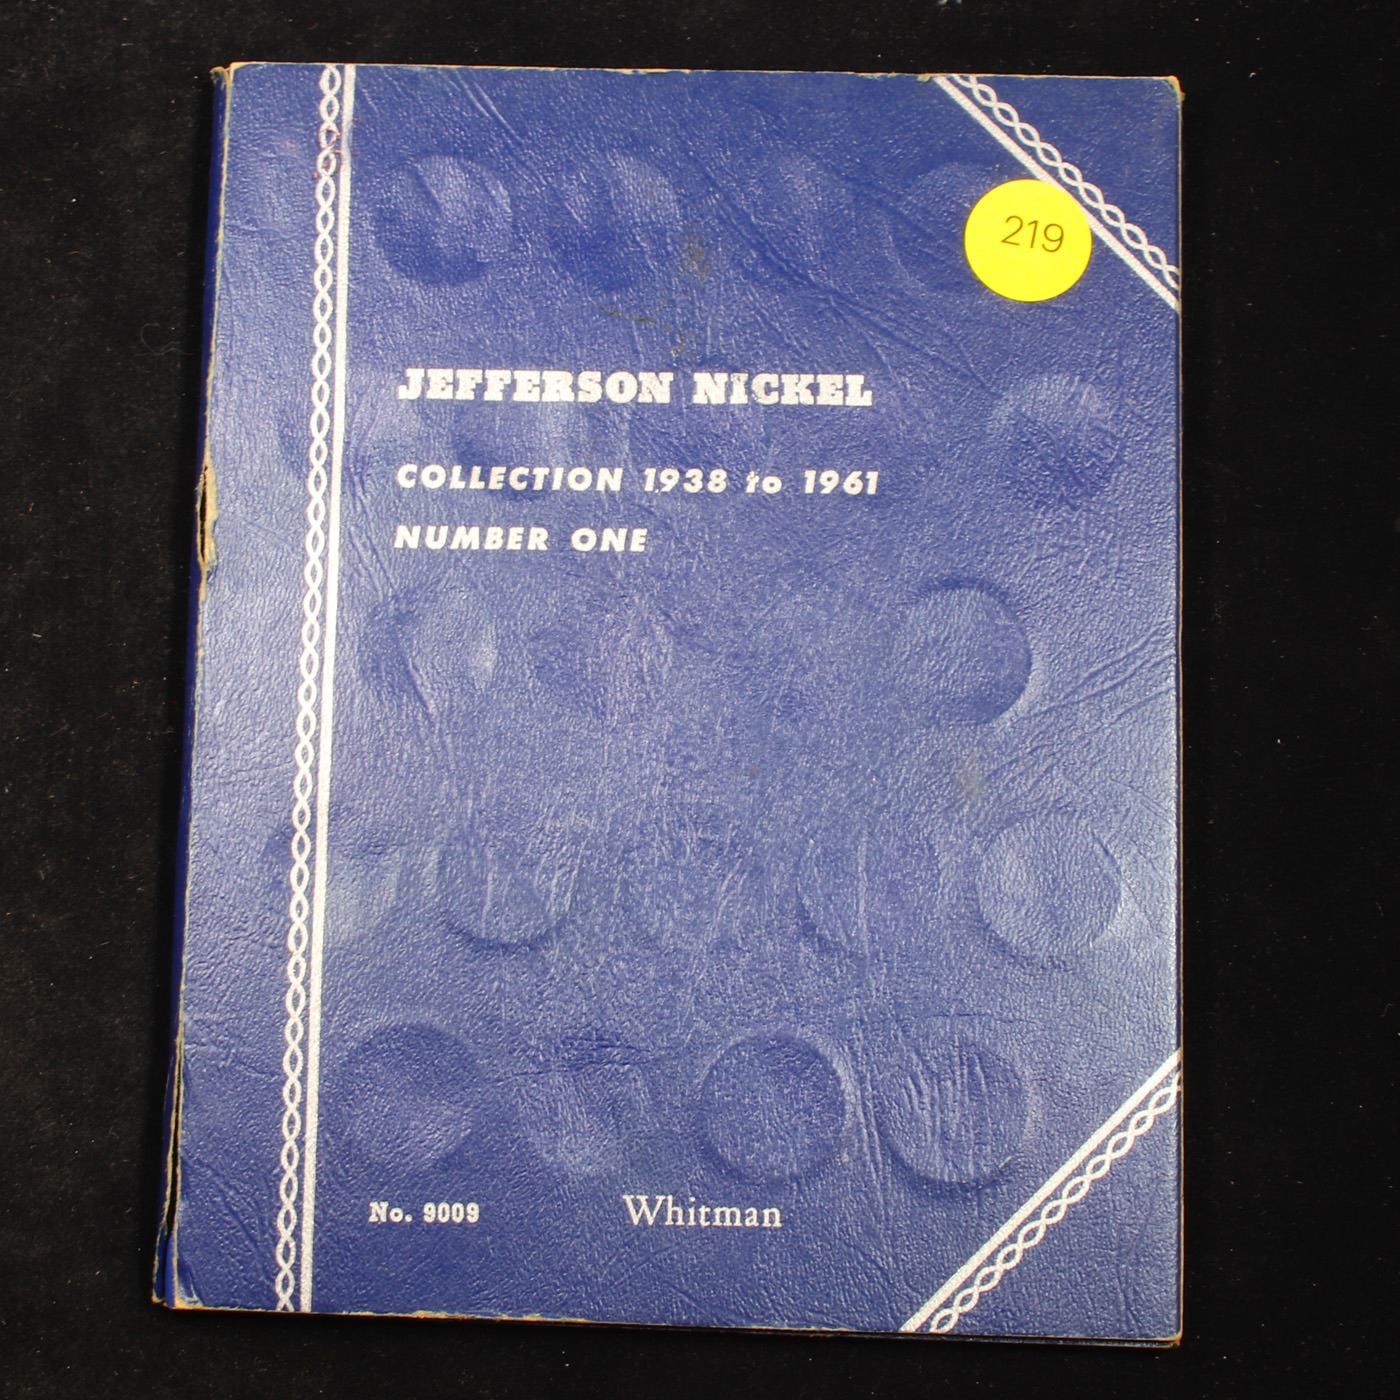 219
JEFFERSON NICKEL
COLLECTION 1938 to 1961
NUMBER ONE
No. 9009
Whitman